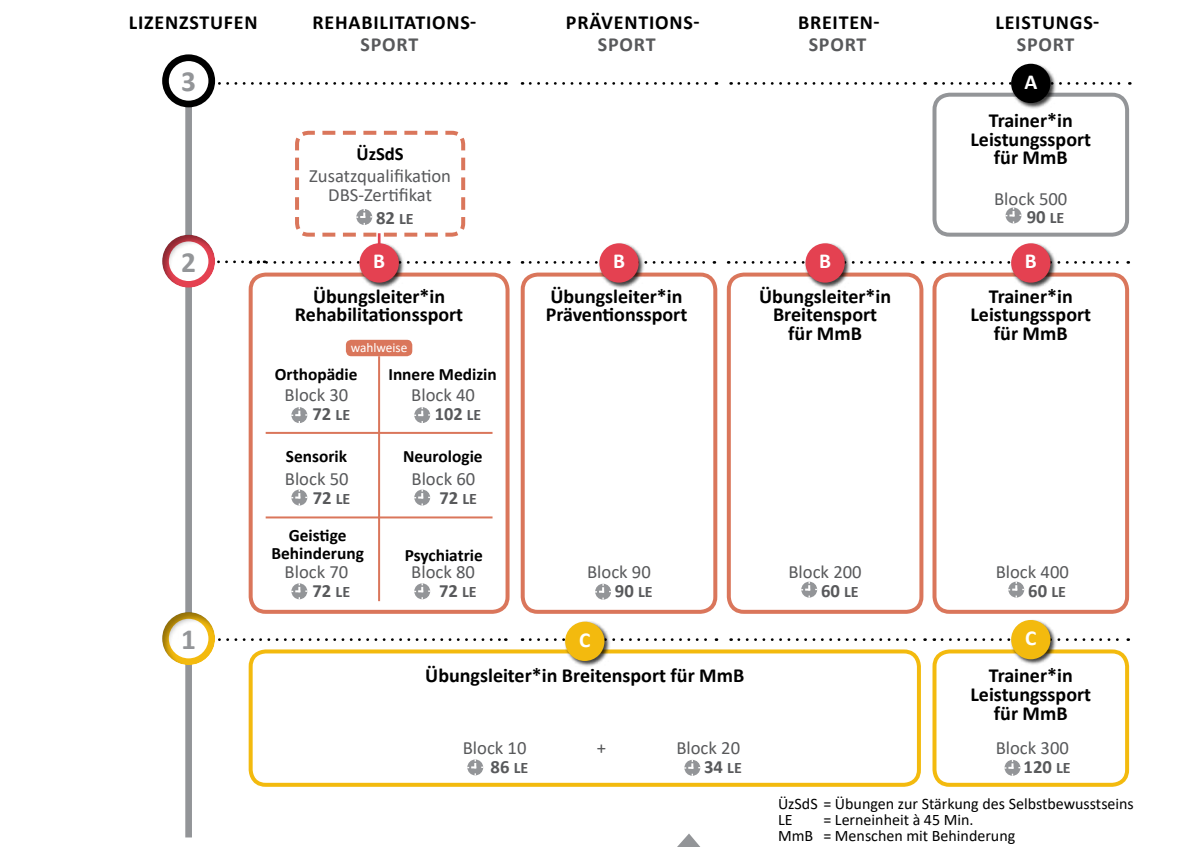 LIZENZSTUFEN
REHABILITATIONS-
SPORT
PRÄVENTIONS-
SPORT
BREITEN-
SPORT
LEISTUNGS-
SPORT
3
A
Trainer*in
Leistungssport
für MmB
Block 500
90 LE
ÜzSdS
Zusatzqualifikation
DBS-Zertifikat
82 LE
2
B
Übungsleiter*in
Rehabilitationssport
wahlweise
Orthopädie
Block 30
72 LE
Innere Medizin
Block 40
102 LE
Sensorik
Block 50
72 LE
Neurologie
Block 60
72 LE
Geistige
Behinderung
Block 70
72 LE
Psychiatrie
Block 80
72 LE
B
Übungsleiter*in
Präventionssport
Block 90
90 LE
B
Übungsleiter*in
Breitensport
für MmB
Block 200
60 LE
B
Trainer*in
Leistungssport
für MmB
Block 400
60 LE
1
C
Übungsleiter*in Breitensport für MmB
Block 10 + Block 20
86 LE 34 LE
C
Trainer*in
Leistungssport
für MmB
Block 300
120 LE
ÜzSdS = Übungen zur Stärkung des Selbstbewusstseins
LE = Lerneinheit à 45 Min.
MmB = Menschen mit Behinderung